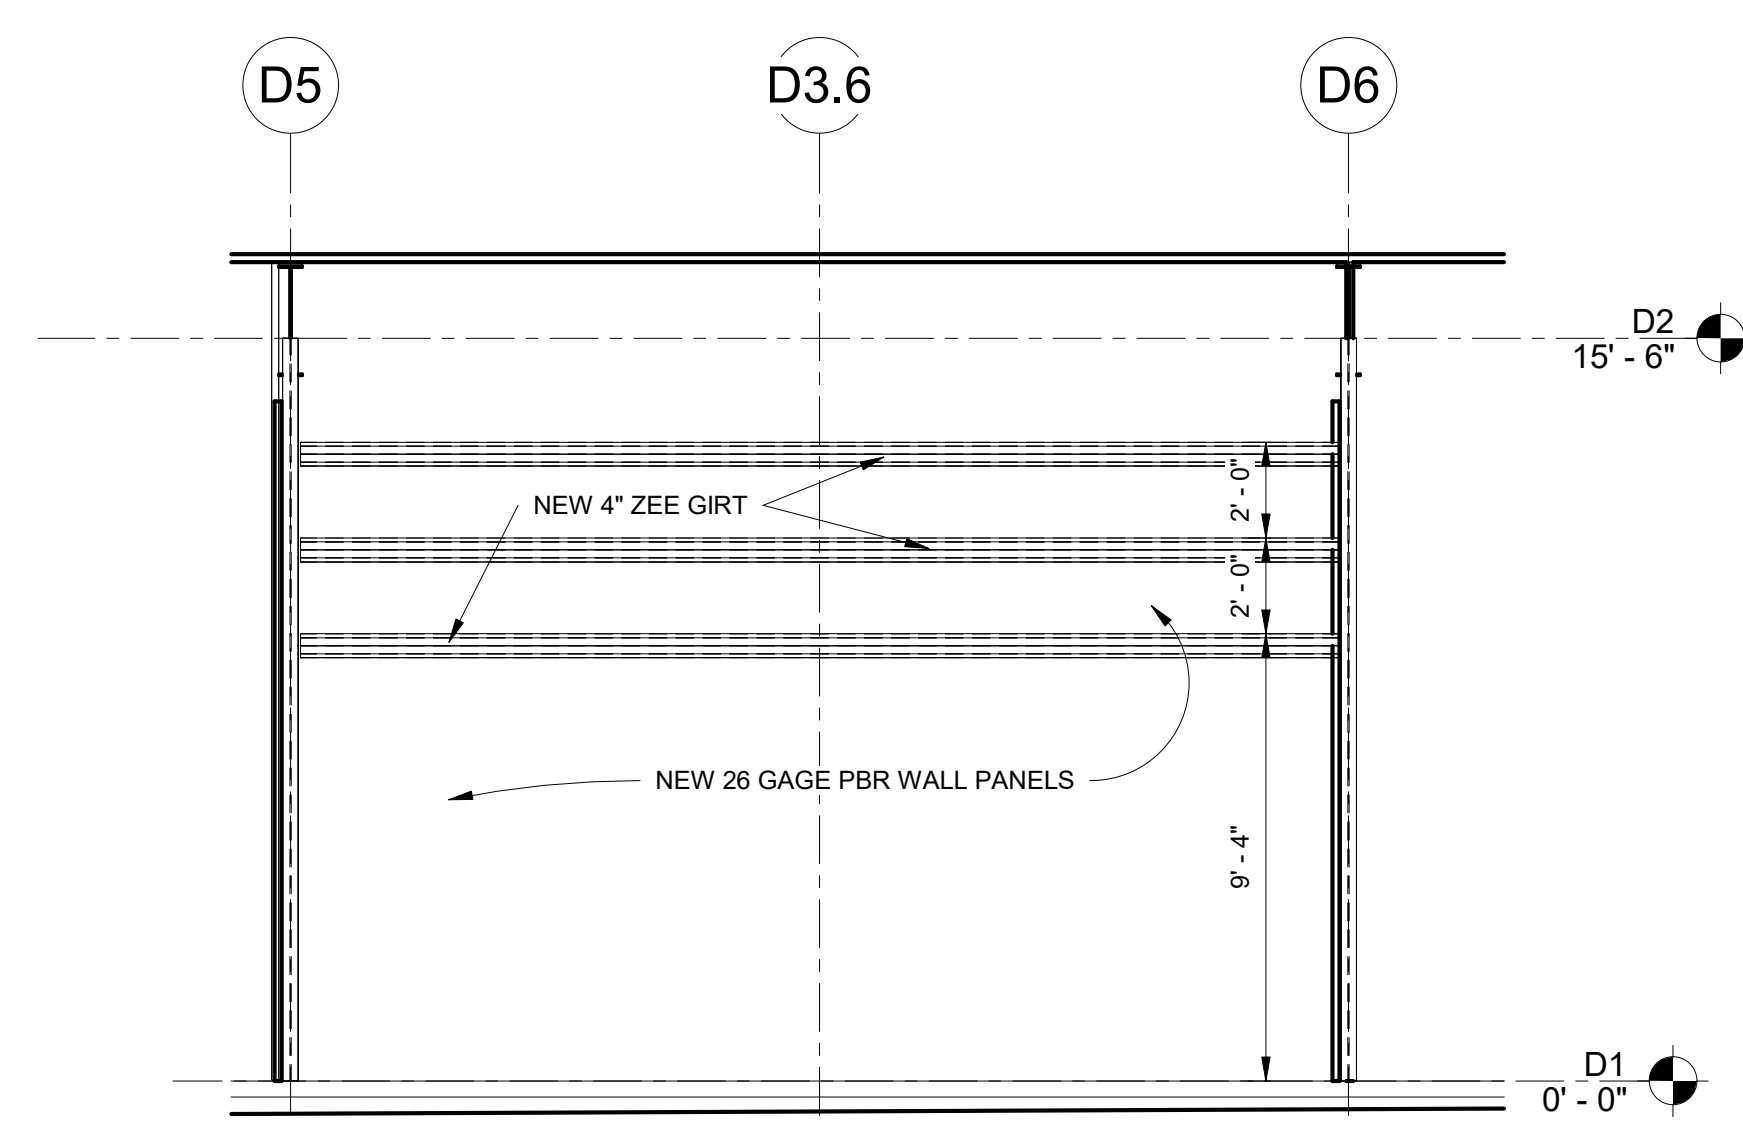 D5
D3.6
D6
D2
15' - 6"
2' - 0"
NEW 4" ZEE GIRT
2' - 0"
NEW 26 GAGE PBR WALL PANELS
9' - 4"
D1
0' - 0"